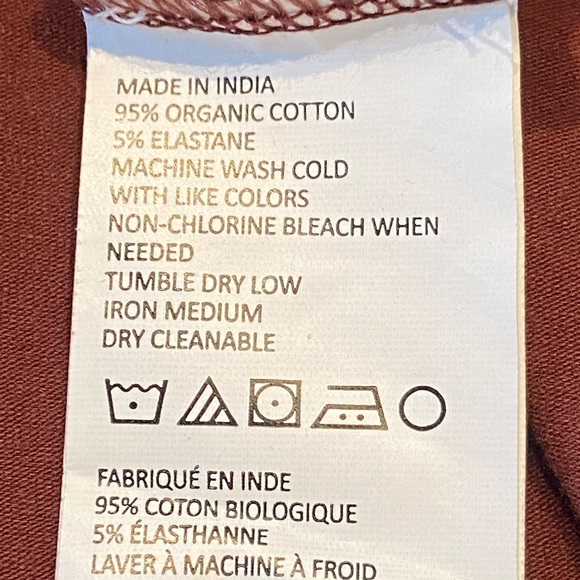 MADE IN INDIA
95% ORGANIC COTTON
5% ELASTANE
MACHINE WASH COLD
WITH LIKE COLORS
NON-CHLORINE BLEACH WHEN
NEEDED
TUMBLE DRY LOW
IRON MEDIUM
DRY CLEANABLE
FABRIQUÉ EN INDE
95% COTON BIOLOGIQUE
5% ÉLASTHANNE
LAVER À MACHINE À FROID